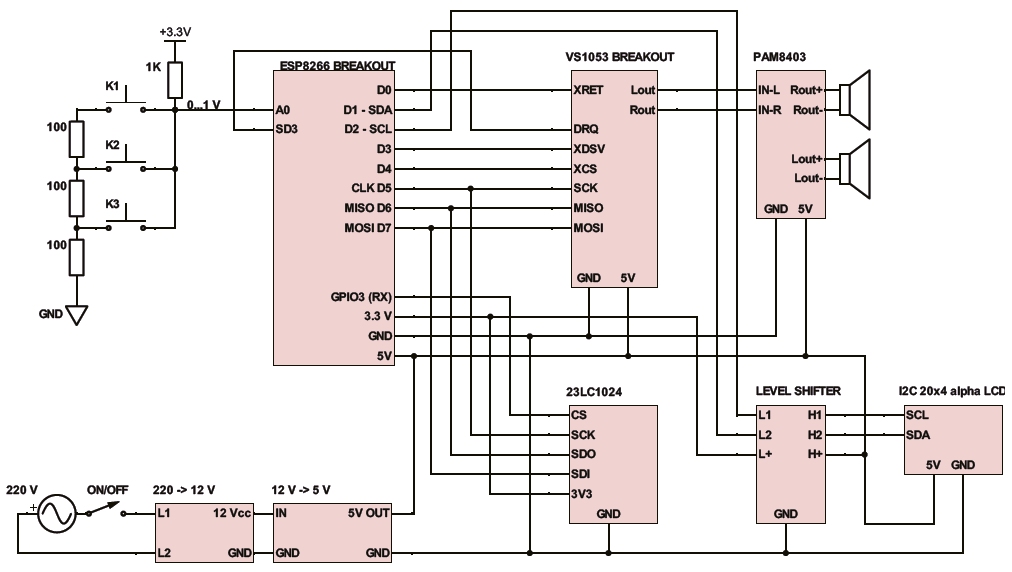 +3.3V
1K
K1
0...1 V
100
K2
100
K3
100
GND
ESP8266 BREAKOUT
A0
SD3
D0
D1 - SDA
D2 - SCL
D3
D4
CLK D5
MISO D6
MOSI D7
GPIO3 (RX)
3.3 V
GND
5V
VS1053 BREAKOUT
XRET
DRQ
XDSV
XCS
SCK
MISO
MOSI
Lout
Rout
GND 5V
PAM8403
IN-L Rout+
IN-R Rout-
Lout+
Lout-
GND 5V
23LC1024
CS
SCK
SDO
SDI
3V3
GND
LEVEL SHIFTER
L1 H1
L2 H2
L+ H+
GND
I2C 20x4 alpha LCD
SCL
SDA
5V GND
220 V
+
ON/OFF
220 -> 12 V
L1 12 Vcc
L2 GND
12 V -> 5 V
IN 5V OUT
GND GND